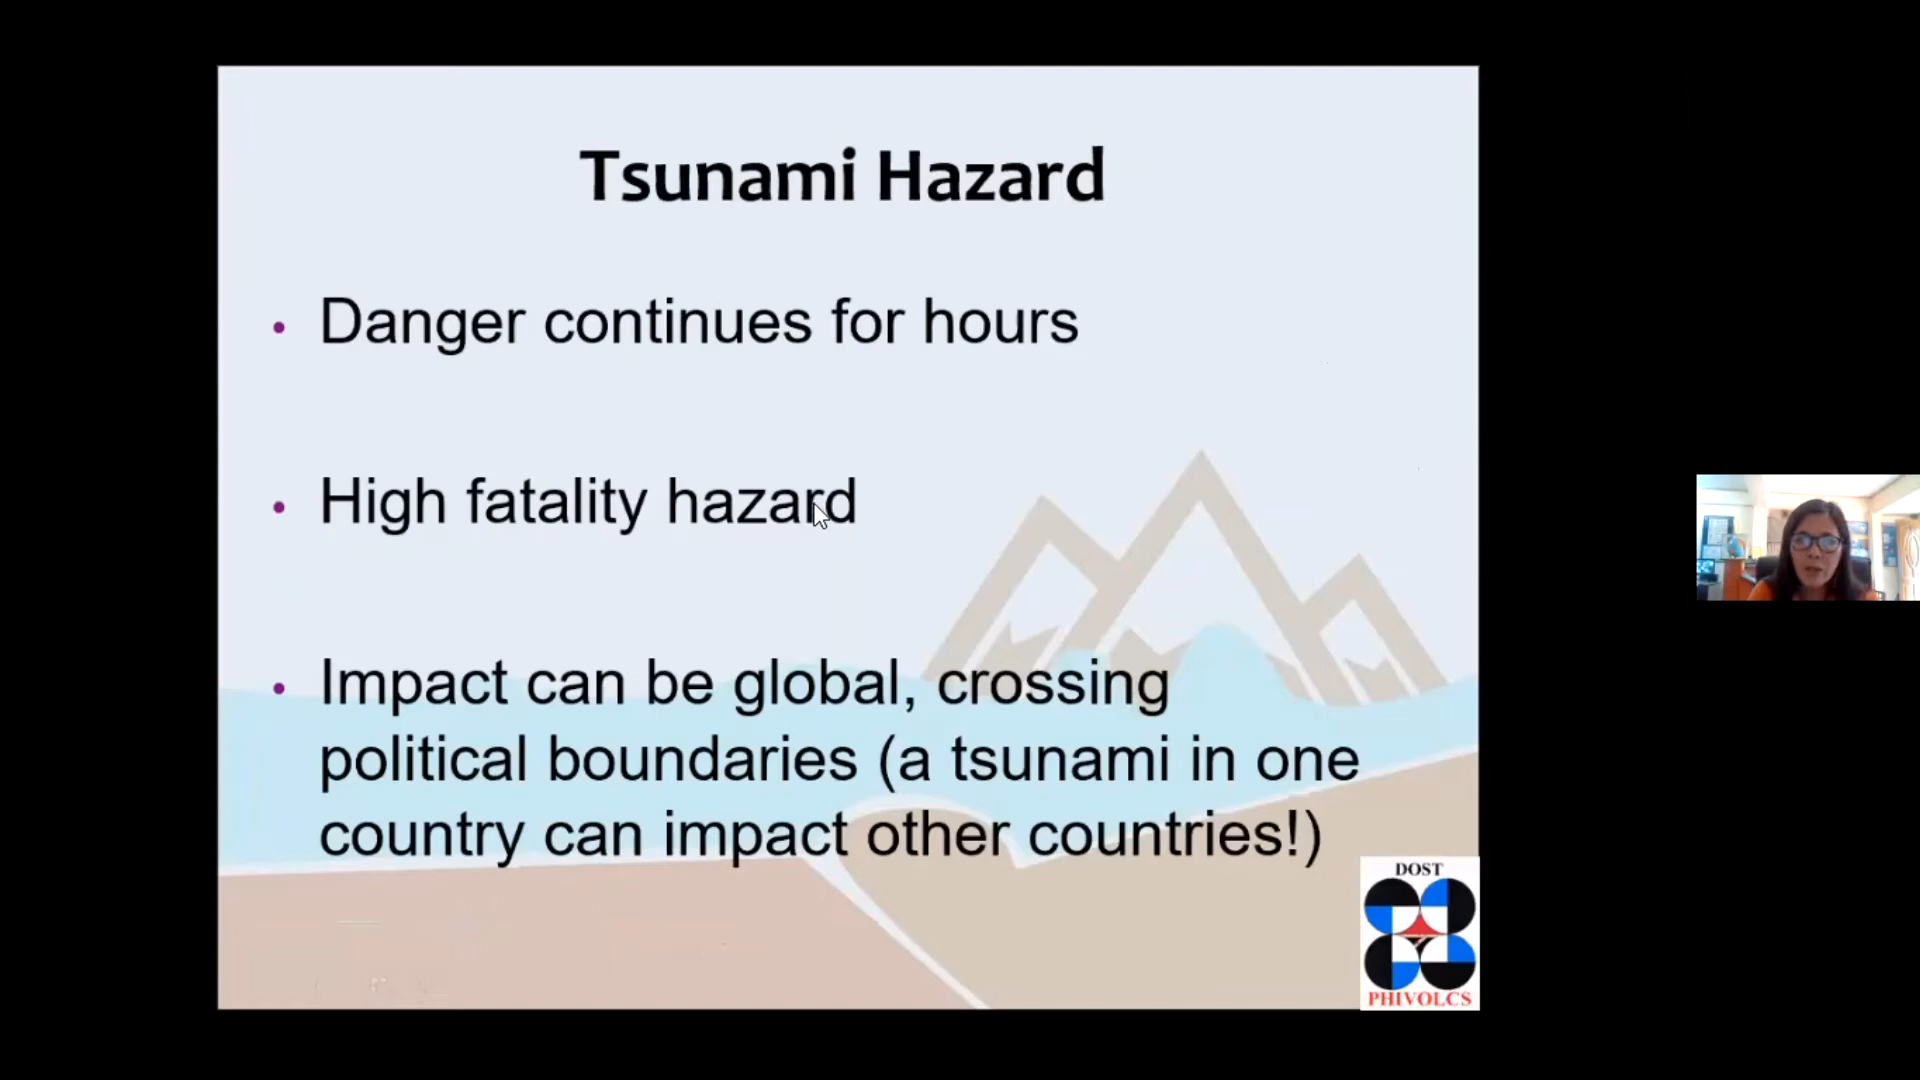 Tsunami Hazard
• Danger continues for hours
• High fatality hazard
• Impact can be global, crossing
political boundaries (a tsunami in one
country can impact other countries!)
DOST
PHIVOLCS